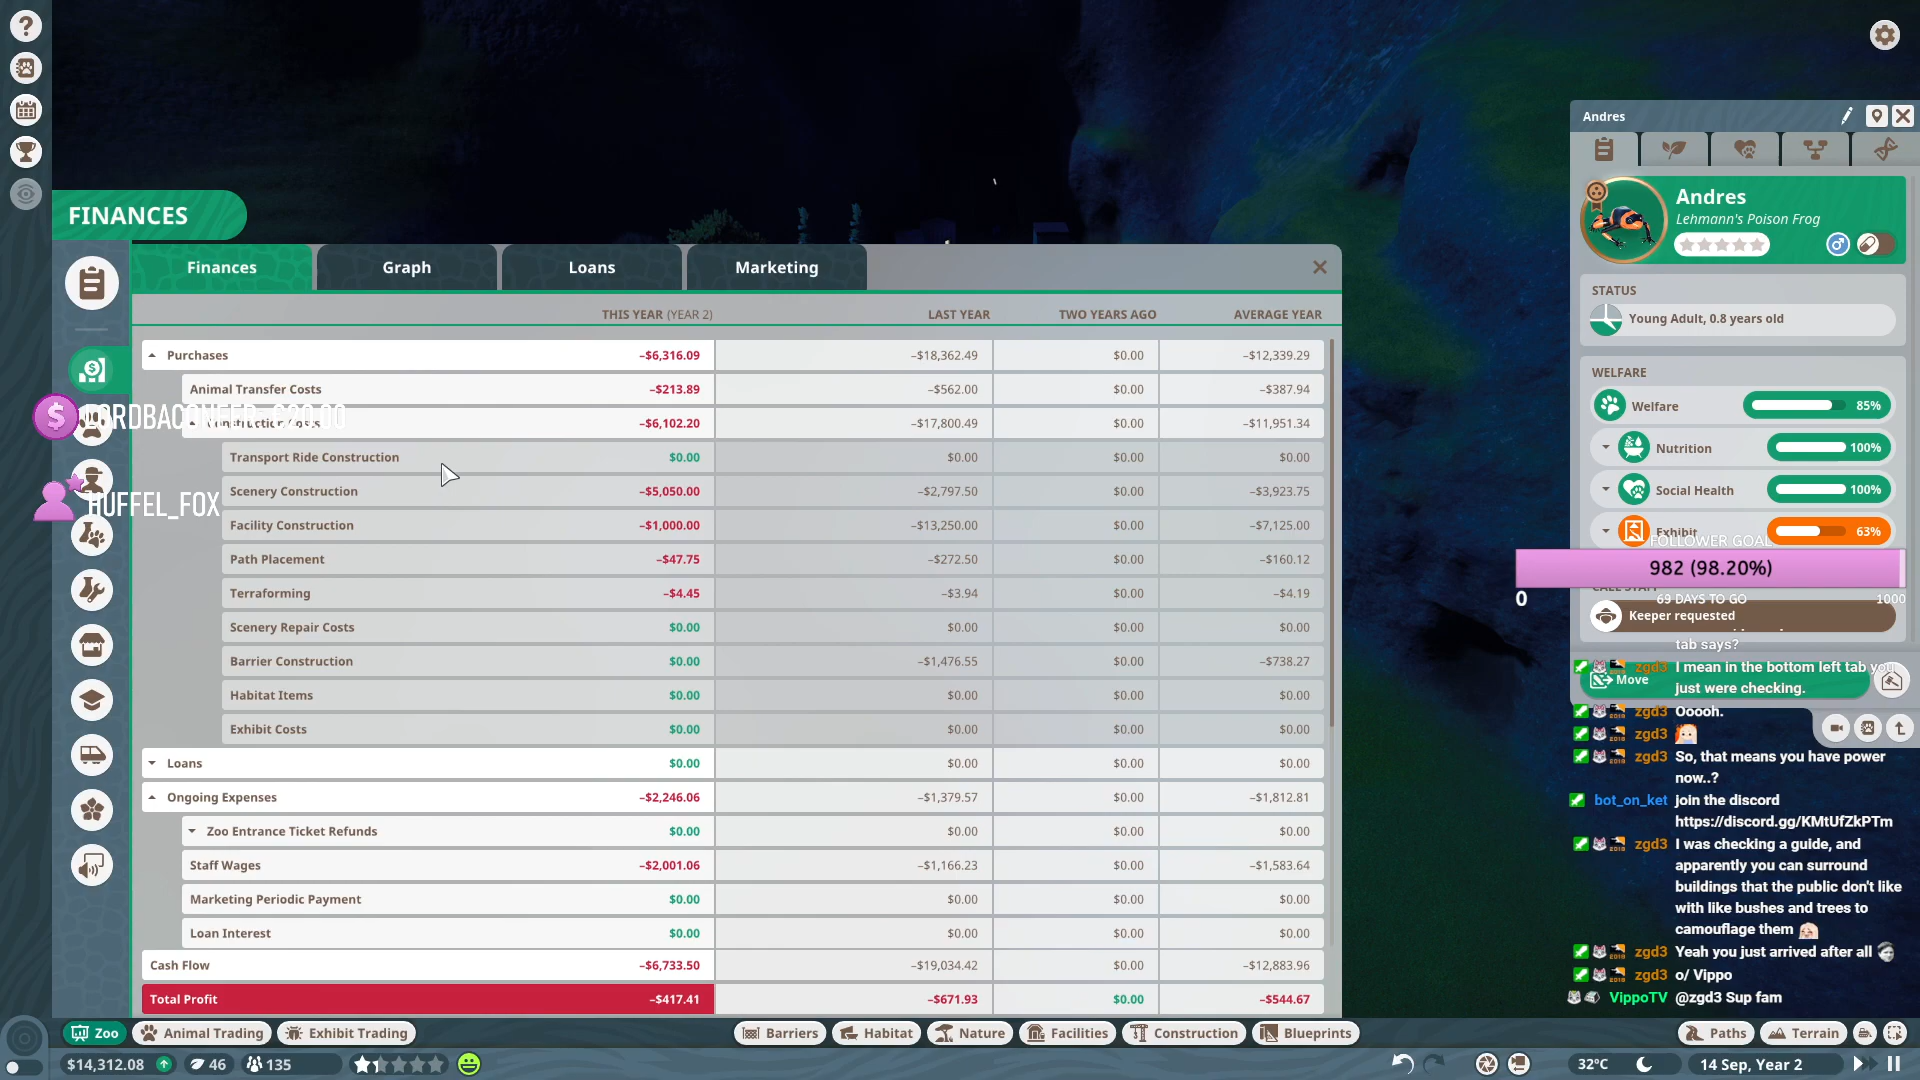 FINANCES
Finances Graph Loans Marketing
THIS YEAR (YEAR 2) LAST YEAR TWO YEARS AGO AVERAGE YEAR
Purchases –$6,316.09 –$18,362.49 $0.00 –$12,339.29
Animal Transfer Costs –$213.89 –$562.00 $0.00 –$387.94
Construction Costs –$6,102.20 –$17,800.49 $0.00 –$11,951.34
Transport Ride Construction $0.00 $0.00 $0.00 $0.00
Scenery Construction –$5,050.00 –$2,797.50 $0.00 –$3,923.75
Facility Construction –$1,000.00 –$13,250.00 $0.00 –$7,125.00
Path Placement –$47.75 –$272.50 $0.00 –$160.12
Terraforming –$4.45 –$3.94 $0.00 –$4.19
Scenery Repair Costs $0.00 $0.00 $0.00 $0.00
Barrier Construction $0.00 –$1,476.55 $0.00 –$738.27
Habitat Items $0.00 $0.00 $0.00 $0.00
Exhibit Costs $0.00 $0.00 $0.00 $0.00
Loans $0.00 $0.00 $0.00 $0.00
Ongoing Expenses –$2,246.06 –$1,379.57 $0.00 –$1,812.81
Zoo Entrance Ticket Refunds $0.00 $0.00 $0.00 $0.00
Staff Wages –$2,001.06 –$1,166.23 $0.00 –$1,583.64
Marketing Periodic Payment $0.00 $0.00 $0.00 $0.00
Loan Interest $0.00 $0.00 $0.00 $0.00
Cash Flow –$6,733.50 –$19,034.42 $0.00 –$12,883.96
Total Profit –$417.41 –$671.93 $0.00 –$544.67
LORDBACONEER: €20.00
HUFFEL_FOX
Andres
Andres
Lehmann's Poison Frog
STATUS
Young Adult, 0.8 years old
WELFARE
Welfare 85%
Nutrition 100%
Social Health 100%
Exhibit 63%
FOLLOWER GOAL
982 (98.20%)
0 69 DAYS TO GO 1000
CALL STAFF
Keeper requested
Move
tab says?
zgd3 I mean in the bottom left tab you
just were checking.
zgd3 Ooooh.
zgd3
zgd3 So, that means you have power
now..?
bot_on_ket join the discord
https://discord.gg/KMtUfZkPTm
zgd3 I was checking a guide, and
apparently you can surround
buildings that the public don't like
with like bushes and trees to
camouflage them
zgd3 Yeah you just arrived after all
zgd3 o/ Vippo
VippoTV @zgd3 Sup fam
Zoo Animal Trading Exhibit Trading Barriers Habitat Nature Facilities Construction Blueprints Paths Terrain
$14,312.08 46 135 32°C 14 Sep, Year 2